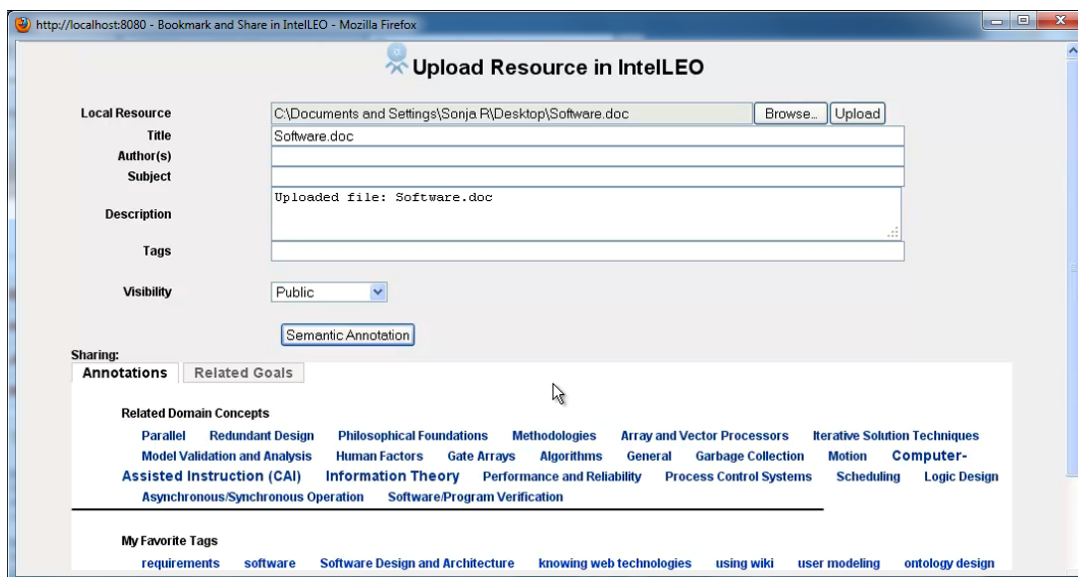 http://localhost:8080 - Bookmark and Share in IntelLEO - Mozilla Firefox
Upload Resource in IntelLEO
Local Resource C:\Documents and Settings\Sonja R\Desktop\Software.doc Browse... Upload
Title Software.doc
Author(s)
Subject
Uploaded file: Software.doc
Description
Tags
Visibility Public
Semantic Annotation
Sharing:
Annotations Related Goals
Related Domain Concepts
Parallel Redundant Design Philosophical Foundations Methodologies Array and Vector Processors Iterative Solution Techniques
Model Validation and Analysis Human Factors Gate Arrays Algorithms General Garbage Collection Motion Computer-
Assisted Instruction (CAI) Information Theory Performance and Reliability Process Control Systems Scheduling Logic Design
Asynchronous/Synchronous Operation Software/Program Verification
My Favorite Tags
requirements software Software Design and Architecture knowing web technologies using wiki user modeling ontology design